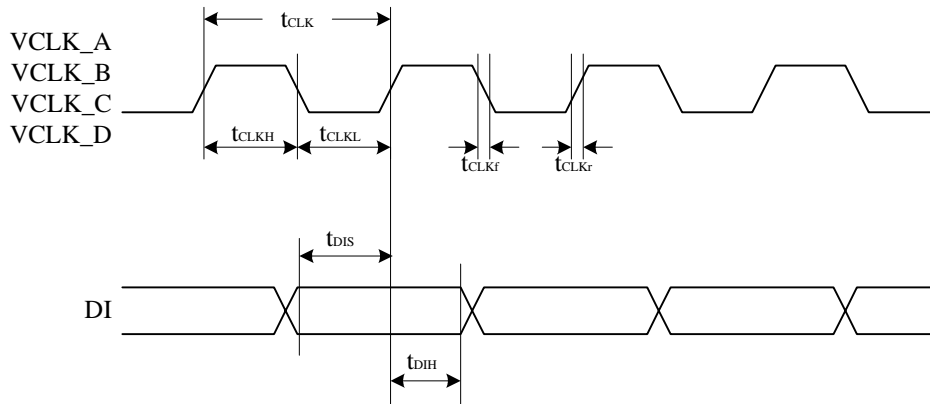 tCLK
VCLK_A
VCLK_B
VCLK_C
VCLK_D
tCLKH
tCLKL
tCLKf
tCLKr
tDIS
DI
tDIH